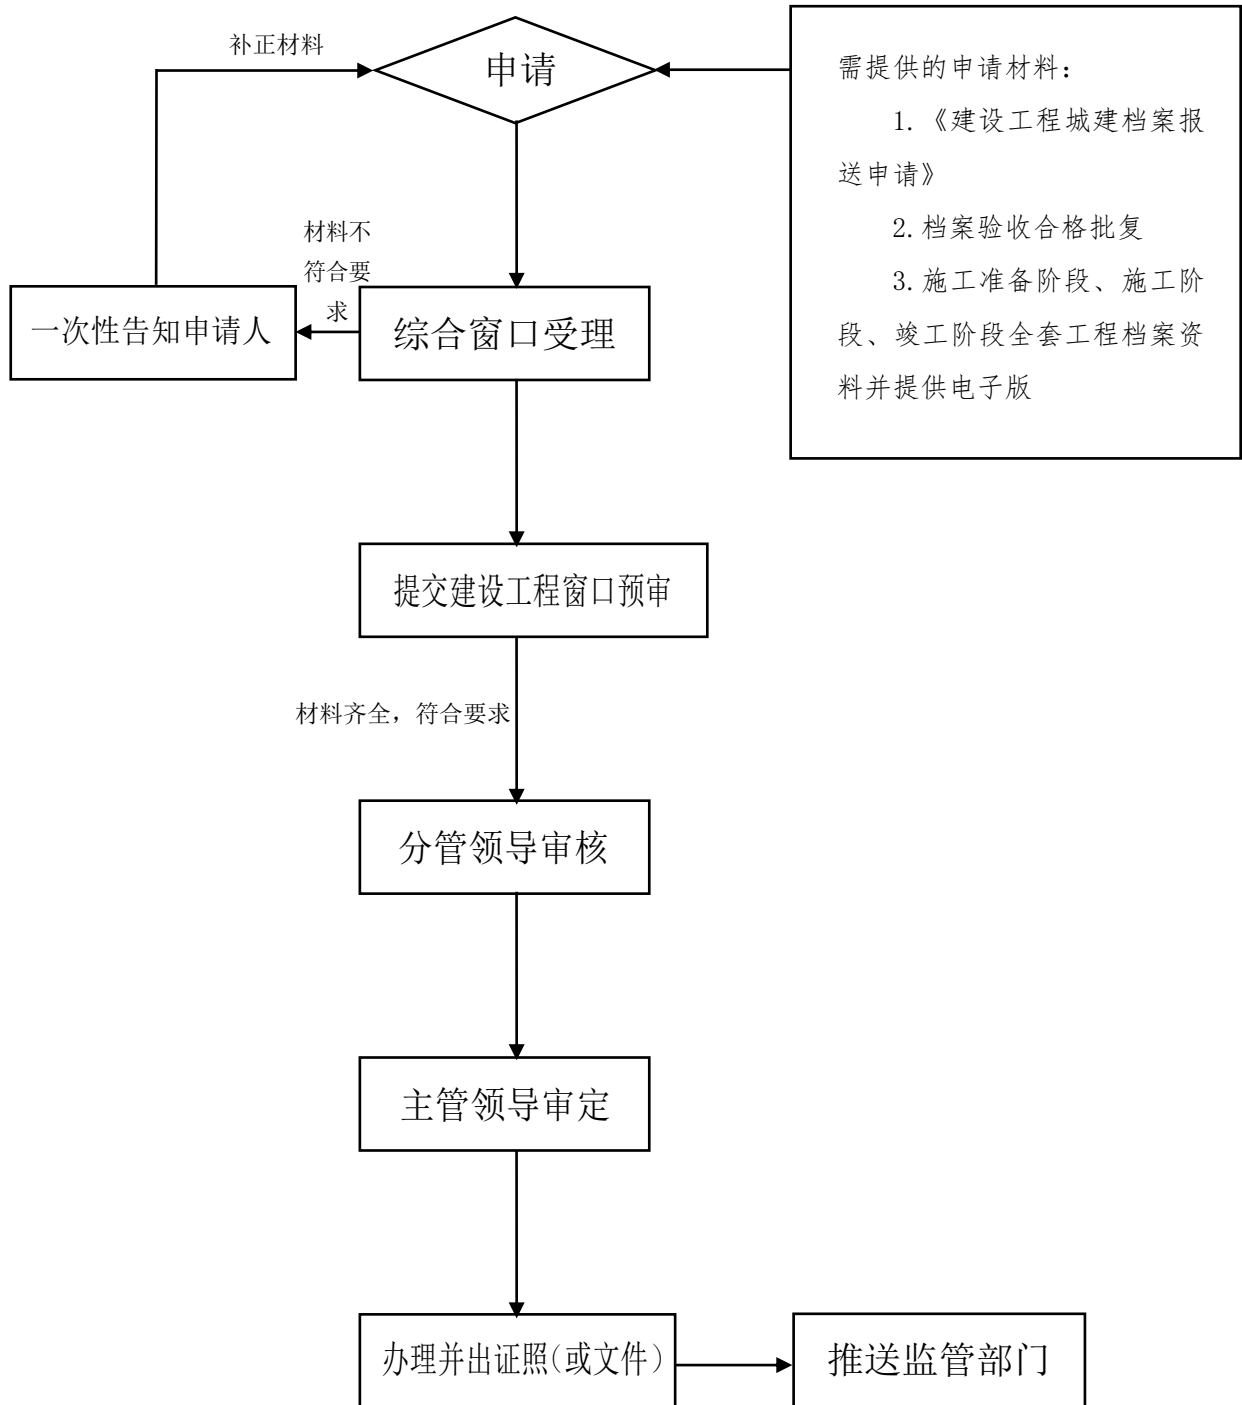 补正材料
申请
需提供的申请材料：
1.《建设工程城建档案报
送申请》
2.档案验收合格批复
3.施工准备阶段、施工阶
段、竣工阶段全套工程档案资
料并提供电子版
材料不
符合要
求
一次性告知申请人
综合窗口受理
提交建设工程窗口预审
材料齐全，符合要求
分管领导审核
主管领导审定
办理并出证照(或文件)
推送监管部门